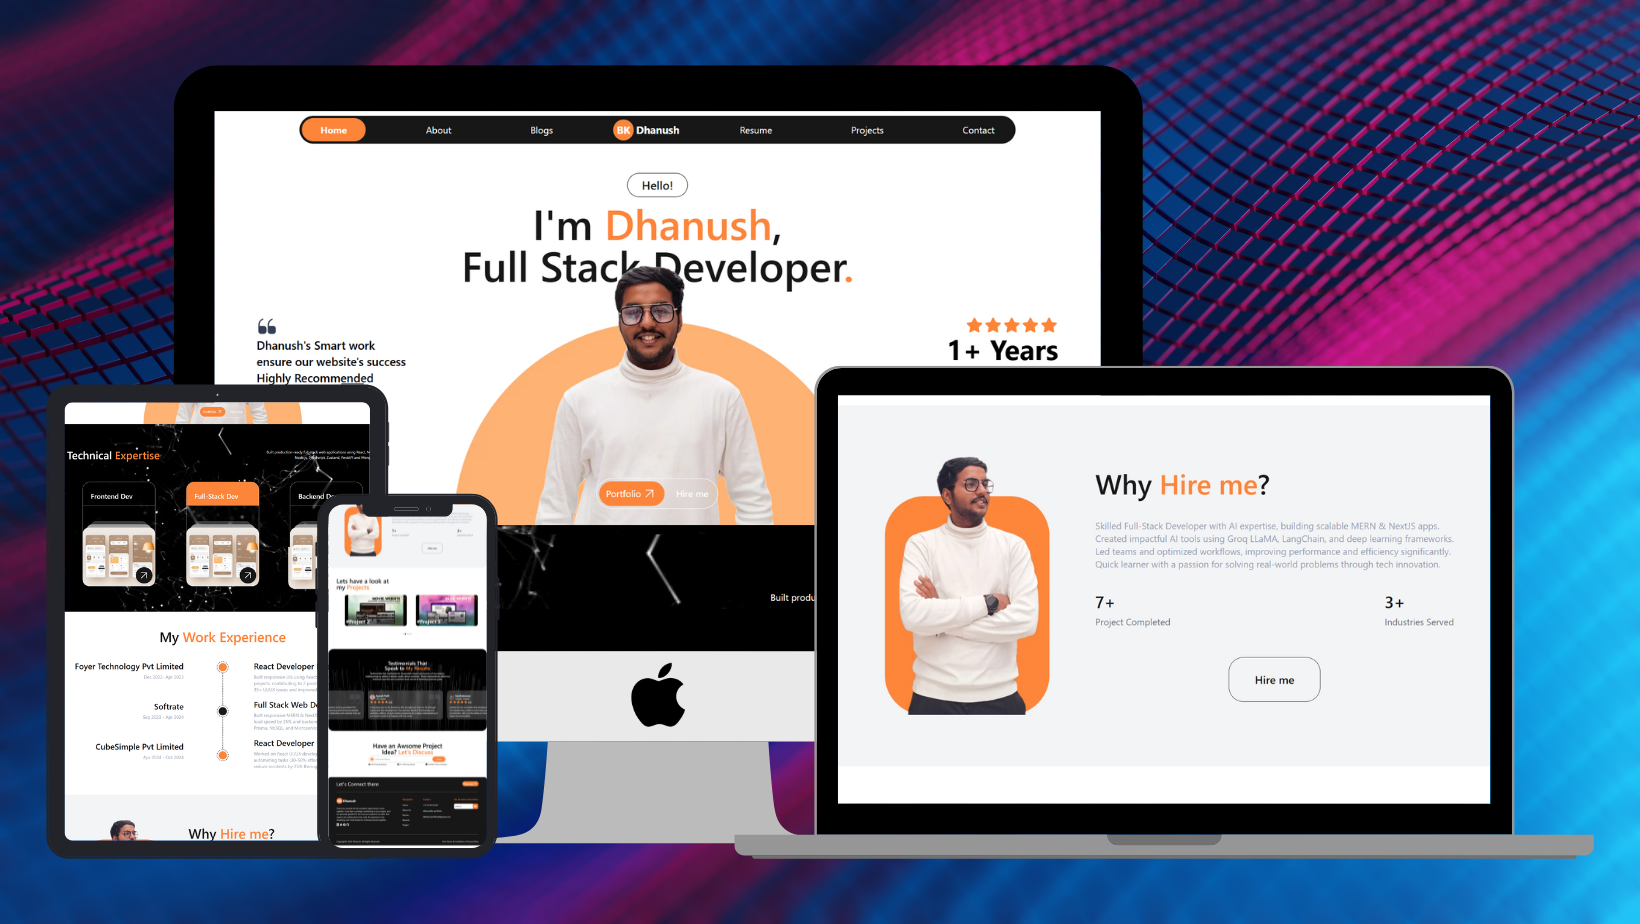 Home
About
Blogs
BK Dhanush
Resume
Projects
Contact
Hello!
I'm Dhanush,
Full Stack Developer.
Dhanush's Smart work
ensure our website's success
Highly Recommended
1+ Years
Portfolio
Hire me
Built produ
Technical Expertise
Frontend Dev
Full-Stack Dev
Backend De
My Work Experience
Foyer Technology Pvt Limited
React Developer
Softrate
Full Stack Web De
CubeSimple Pvt Limited
React Developer
Why Hire me?
Lets have a look at
my Projects
Testimonials That
Speak to My Results
Have an Awsome Project
Idea? Let's Discuss
Let's Connect there
Why Hire me?
Skilled Full-Stack Developer with AI expertise, building scalable MERN & NextJS apps.
Created impactful AI tools using Groq LLaMA, LangChain, and deep learning frameworks.
Led teams and optimized workflows, improving performance and efficiency significantly.
Quick learner with a passion for solving real-world problems through tech innovation.
7+
Project Completed
3+
Industries Served
Hire me